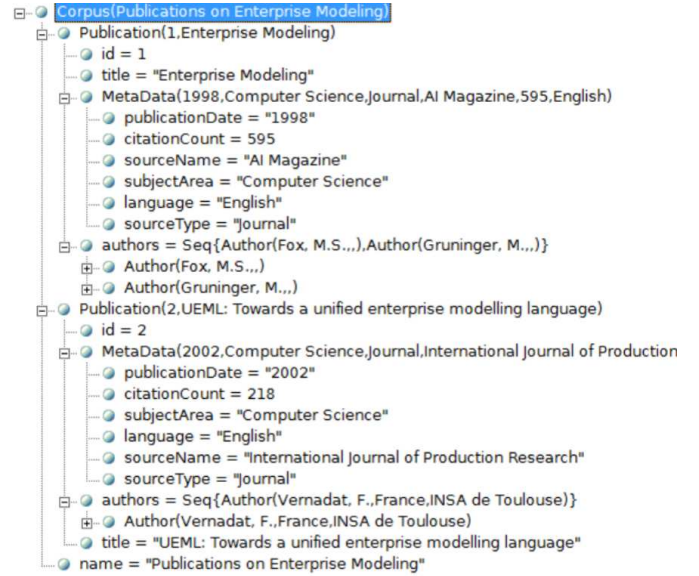 Corpus(Publications on Enterprise Modeling)
Publication(1,Enterprise Modeling)
id = 1
title = "Enterprise Modeling"
MetaData(1998,Computer Science,Journal,AI Magazine,595,English)
publicationDate = "1998"
citationCount = 595
sourceName = "AI Magazine"
subjectArea = "Computer Science"
language = "English"
sourceType = "Journal"
authors = Seq{Author(Fox, M.S.,,),Author(Gruninger, M.,,)}
Author(Fox, M.S.,,)
Author(Gruninger, M.,,)
Publication(2,UEML: Towards a unified enterprise modelling language)
id = 2
MetaData(2002,Computer Science,Journal,International Journal of Production
publicationDate = "2002"
citationCount = 218
subjectArea = "Computer Science"
language = "English"
sourceName = "International Journal of Production Research"
sourceType = "Journal"
authors = Seq{Author(Vernadat, F.,France,INSA de Toulouse)}
Author(Vernadat, F.,France,INSA de Toulouse)
title = "UEML: Towards a unified enterprise modelling language"
name = "Publications on Enterprise Modeling"